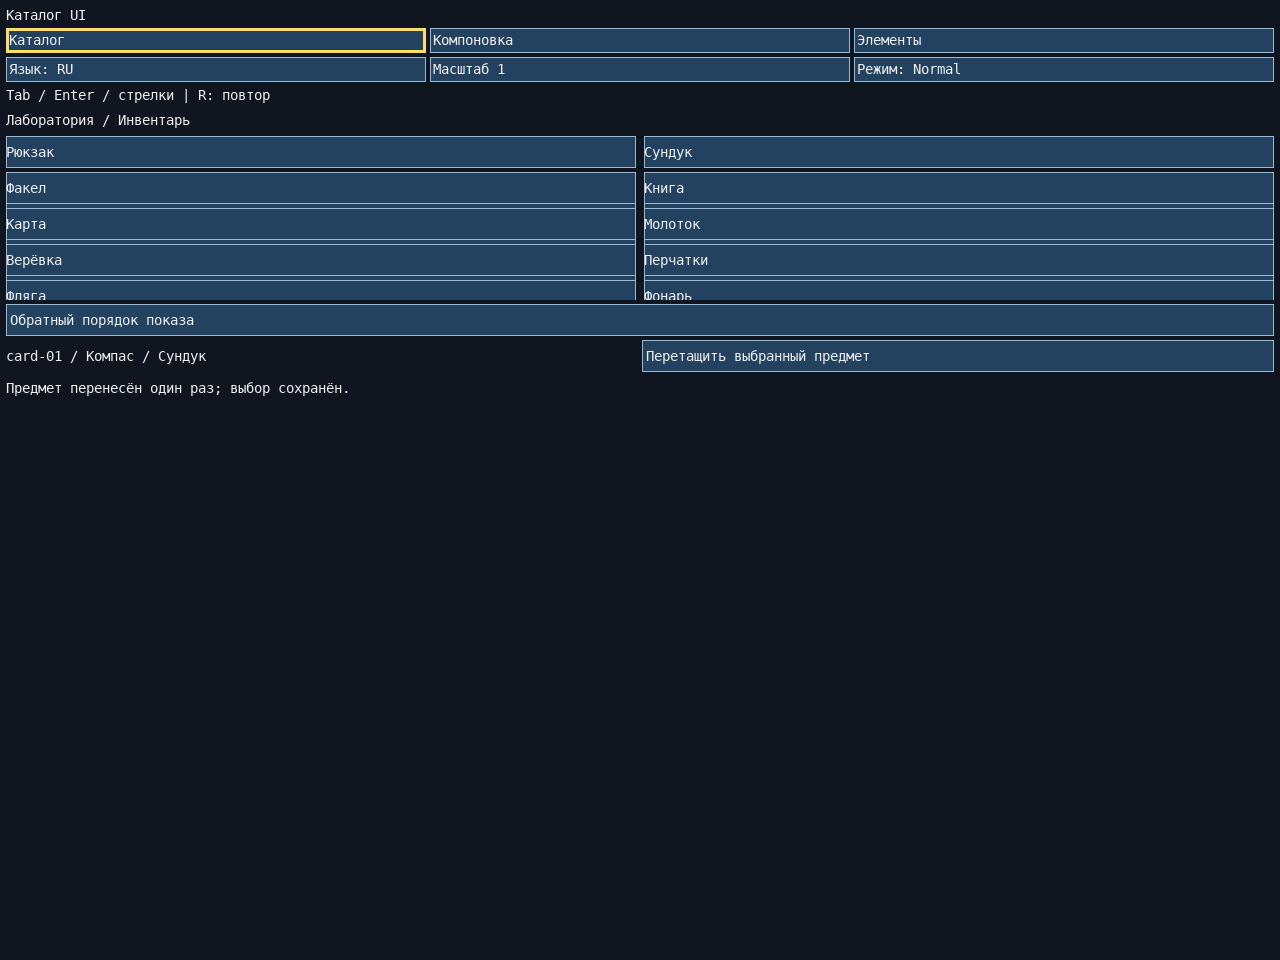 Каталог UI
Каталог Компоновка Элементы
Язык: RU Масштаб 1 Режим: Normal
Tab / Enter / стрелки | R: повтор
Лаборатория / Инвентарь
Рюкзак Сундук
Факел Книга
Карта Молоток
Верёвка Перчатки
Фляга Фонарь
Обратный порядок показа
card-01 / Компас / Сундук Перетащить выбранный предмет
Предмет перенесён один раз; выбор сохранён.